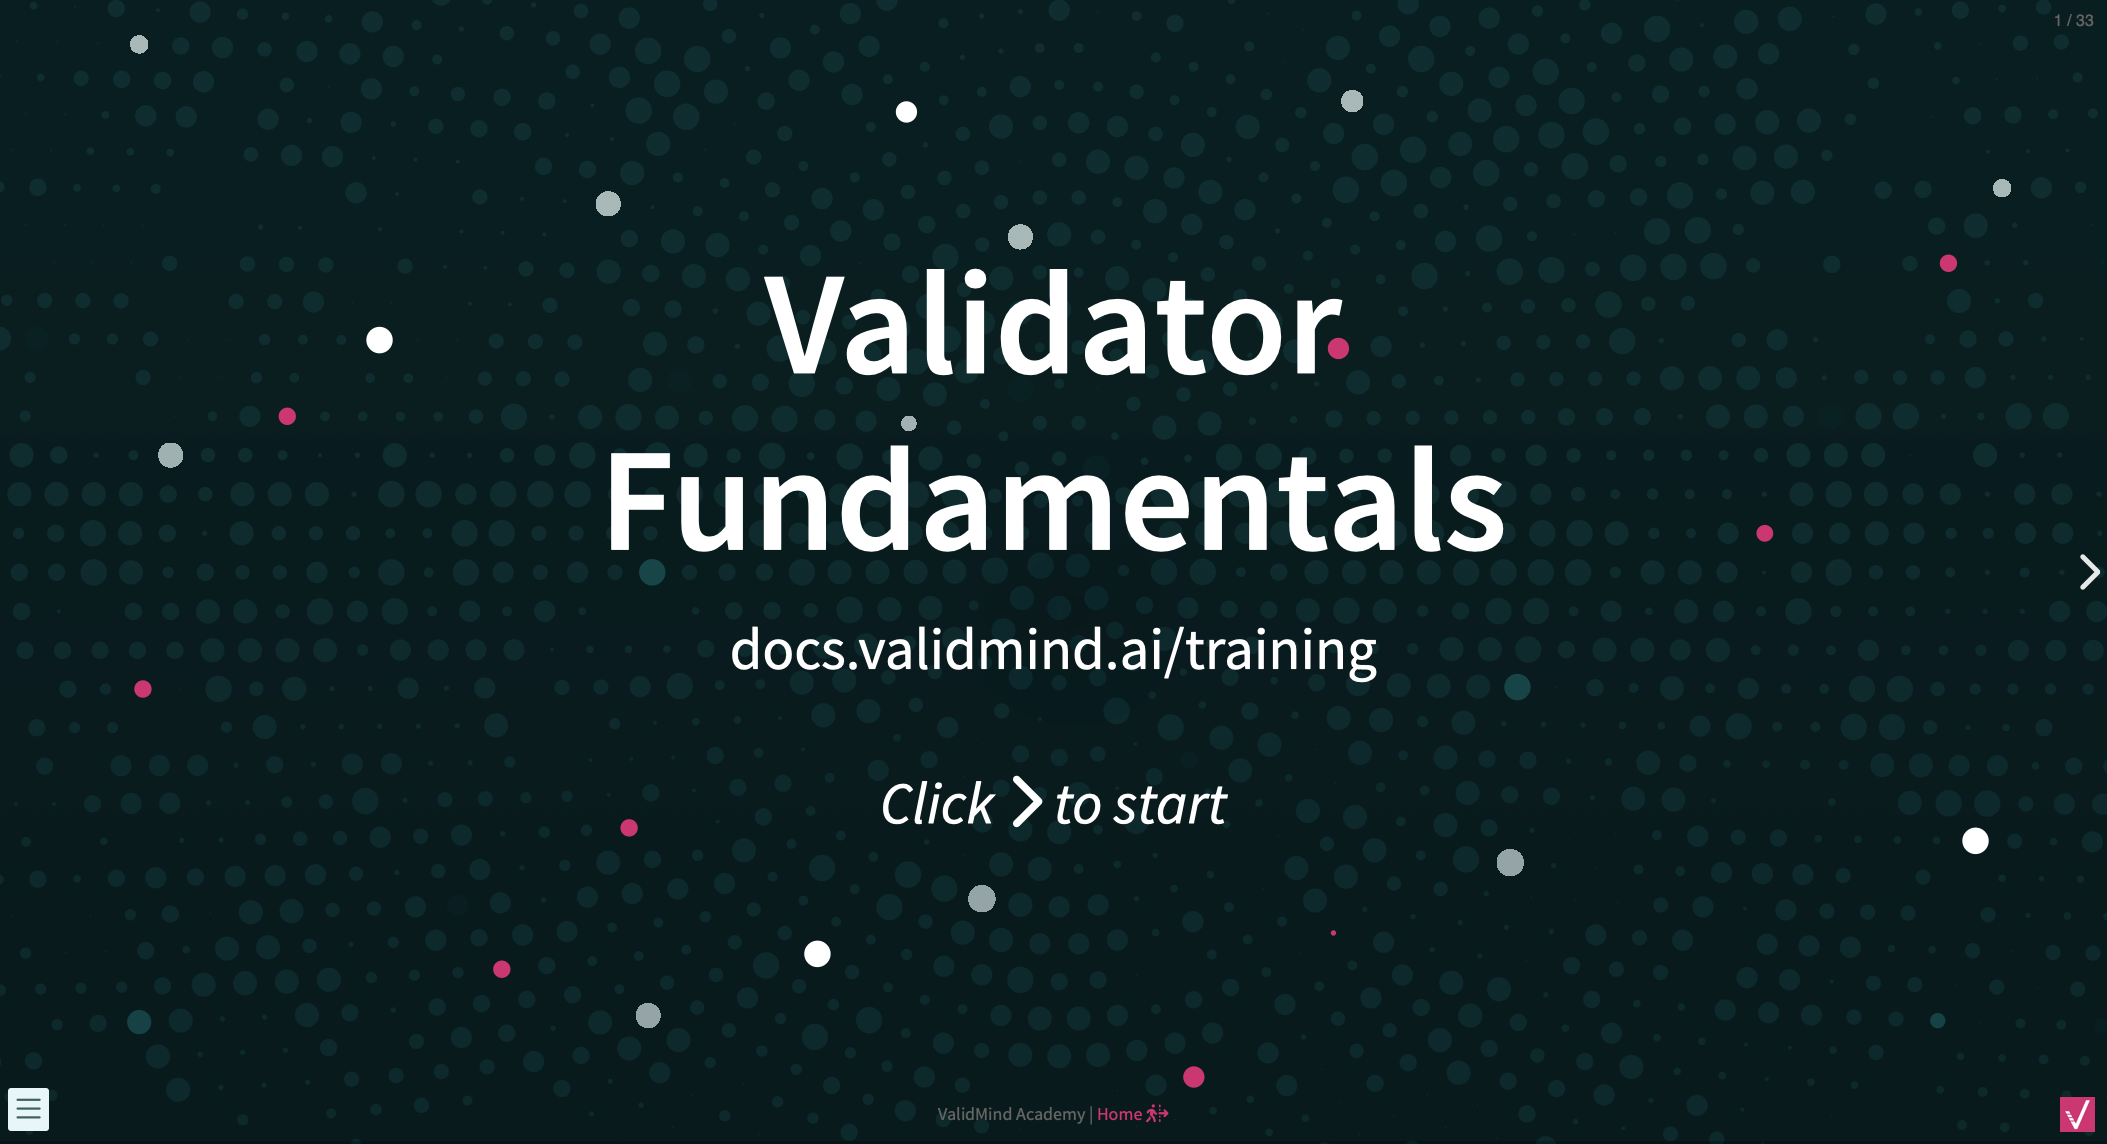 1 / 33
Validator
Fundamentals
docs.validmind.ai/training
Click > to start
ValidMind Academy | Home